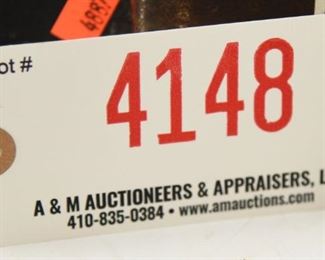 ot #
4148
A & M AUCTIONEERS & APPRAISERS, L
410-835-0384 • www.amauctions.com